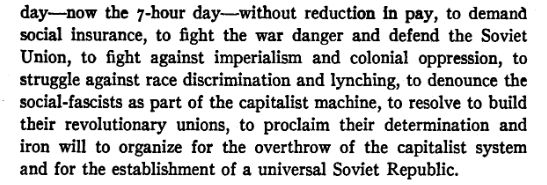 day—now the 7-hour day—without reduction in pay, to demand
social insurance, to fight the war danger and defend the Soviet
Union, to fight against imperialism and colonial oppression, to
struggle against race discrimination and lynching, to denounce the
social-fascists as part of the capitalist machine, to resolve to build
their revolutionary unions, to proclaim their determination and
iron will to organize for the overthrow of the capitalist system
and for the establishment of a universal Soviet Republic.